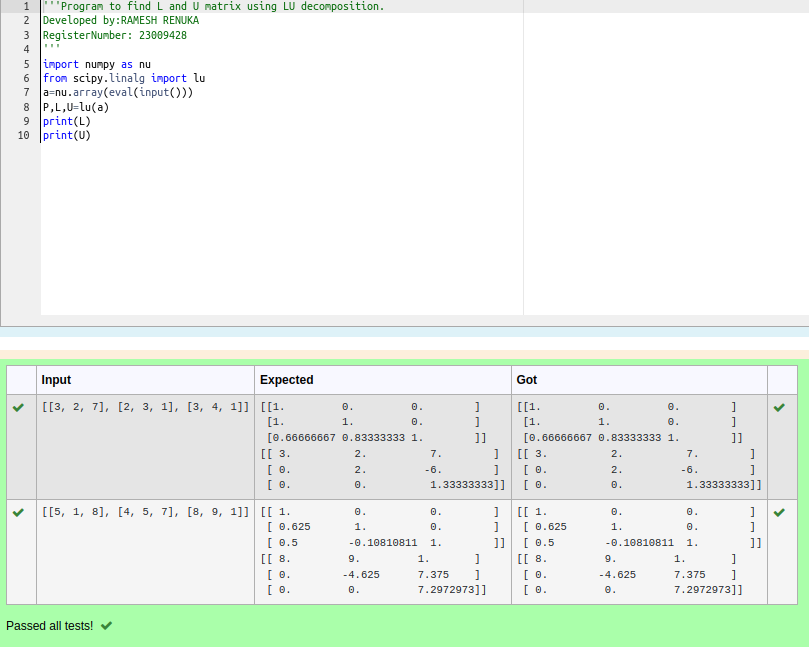 1 '''Program to find L and U matrix using LU decomposition.
2 Developed by:RAMESH RENUKA
3 RegisterNumber: 23009428
4 '''
5 import numpy as nu
6 from scipy.linalg import lu
7 a=nu.array(eval(input()))
8 P,L,U=lu(a)
9 print(L)
10 print(U)
Input Expected Got
[[3, 2, 7], [2, 3, 1], [3, 4, 1]] [[1. 0. 0. ] [[1. 0. 0. ]
[1. 1. 0. ] [1. 1. 0. ]
[0.66666667 0.83333333 1. ]] [0.66666667 0.83333333 1. ]]
[[ 3. 2. 7. ] [[ 3. 2. 7. ]
[ 0. 2. -6. ] [ 0. 2. -6. ]
[ 0. 0. 1.33333333]] [ 0. 0. 1.33333333]]
[[5, 1, 8], [4, 5, 7], [8, 9, 1]] [[ 1. 0. 0. ] [[ 1. 0. 0. ]
[ 0.625 1. 0. ] [ 0.625 1. 0. ]
[ 0.5 -0.10810811 1. ]] [ 0.5 -0.10810811 1. ]]
[[ 8. 9. 1. ] [[ 8. 9. 1. ]
[ 0. -4.625 7.375 ] [ 0. -4.625 7.375 ]
[ 0. 0. 7.2972973]] [ 0. 0. 7.2972973]]
Passed all tests!